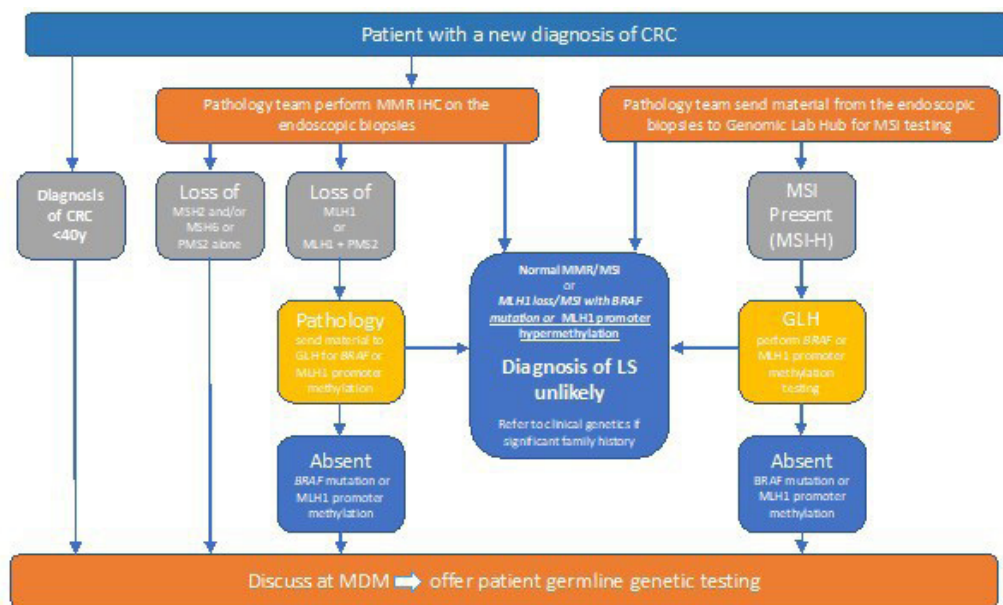 Patient with a new diagnosis of CRC
Pathology team perform MMR IHC on the
endoscopic biopsies
Pathology team send material from the endoscopic
biopsies to Genomic Lab Hub for MSI testing
Diagnosis
of CRC
<40y
Loss of
MSH2 and/or
MSH6 or
PMS2 alone
Loss of
MLH1
or
MLH1 + PMS2
MSI
Present
(MSI-H)
Normal MMR/MSI
or
MLH1 loss/MSI with BRAF
mutation or MLH1 promoter
hypermethylation
Diagnosis of LS
unlikely
Refer to clinical genetics if
significant family history
Pathology
send material to
GLH for BRAF or
MLH1 promoter
methylation
GLH
perform BRAF or
MLH1 promoter
methylation
testing
Absent
BRAF mutation or
MLH1 promoter
methylation
Absent
BRAF mutation or
MLH1 promoter
methylation
Discuss at MDM ⇨ offer patient germline genetic testing